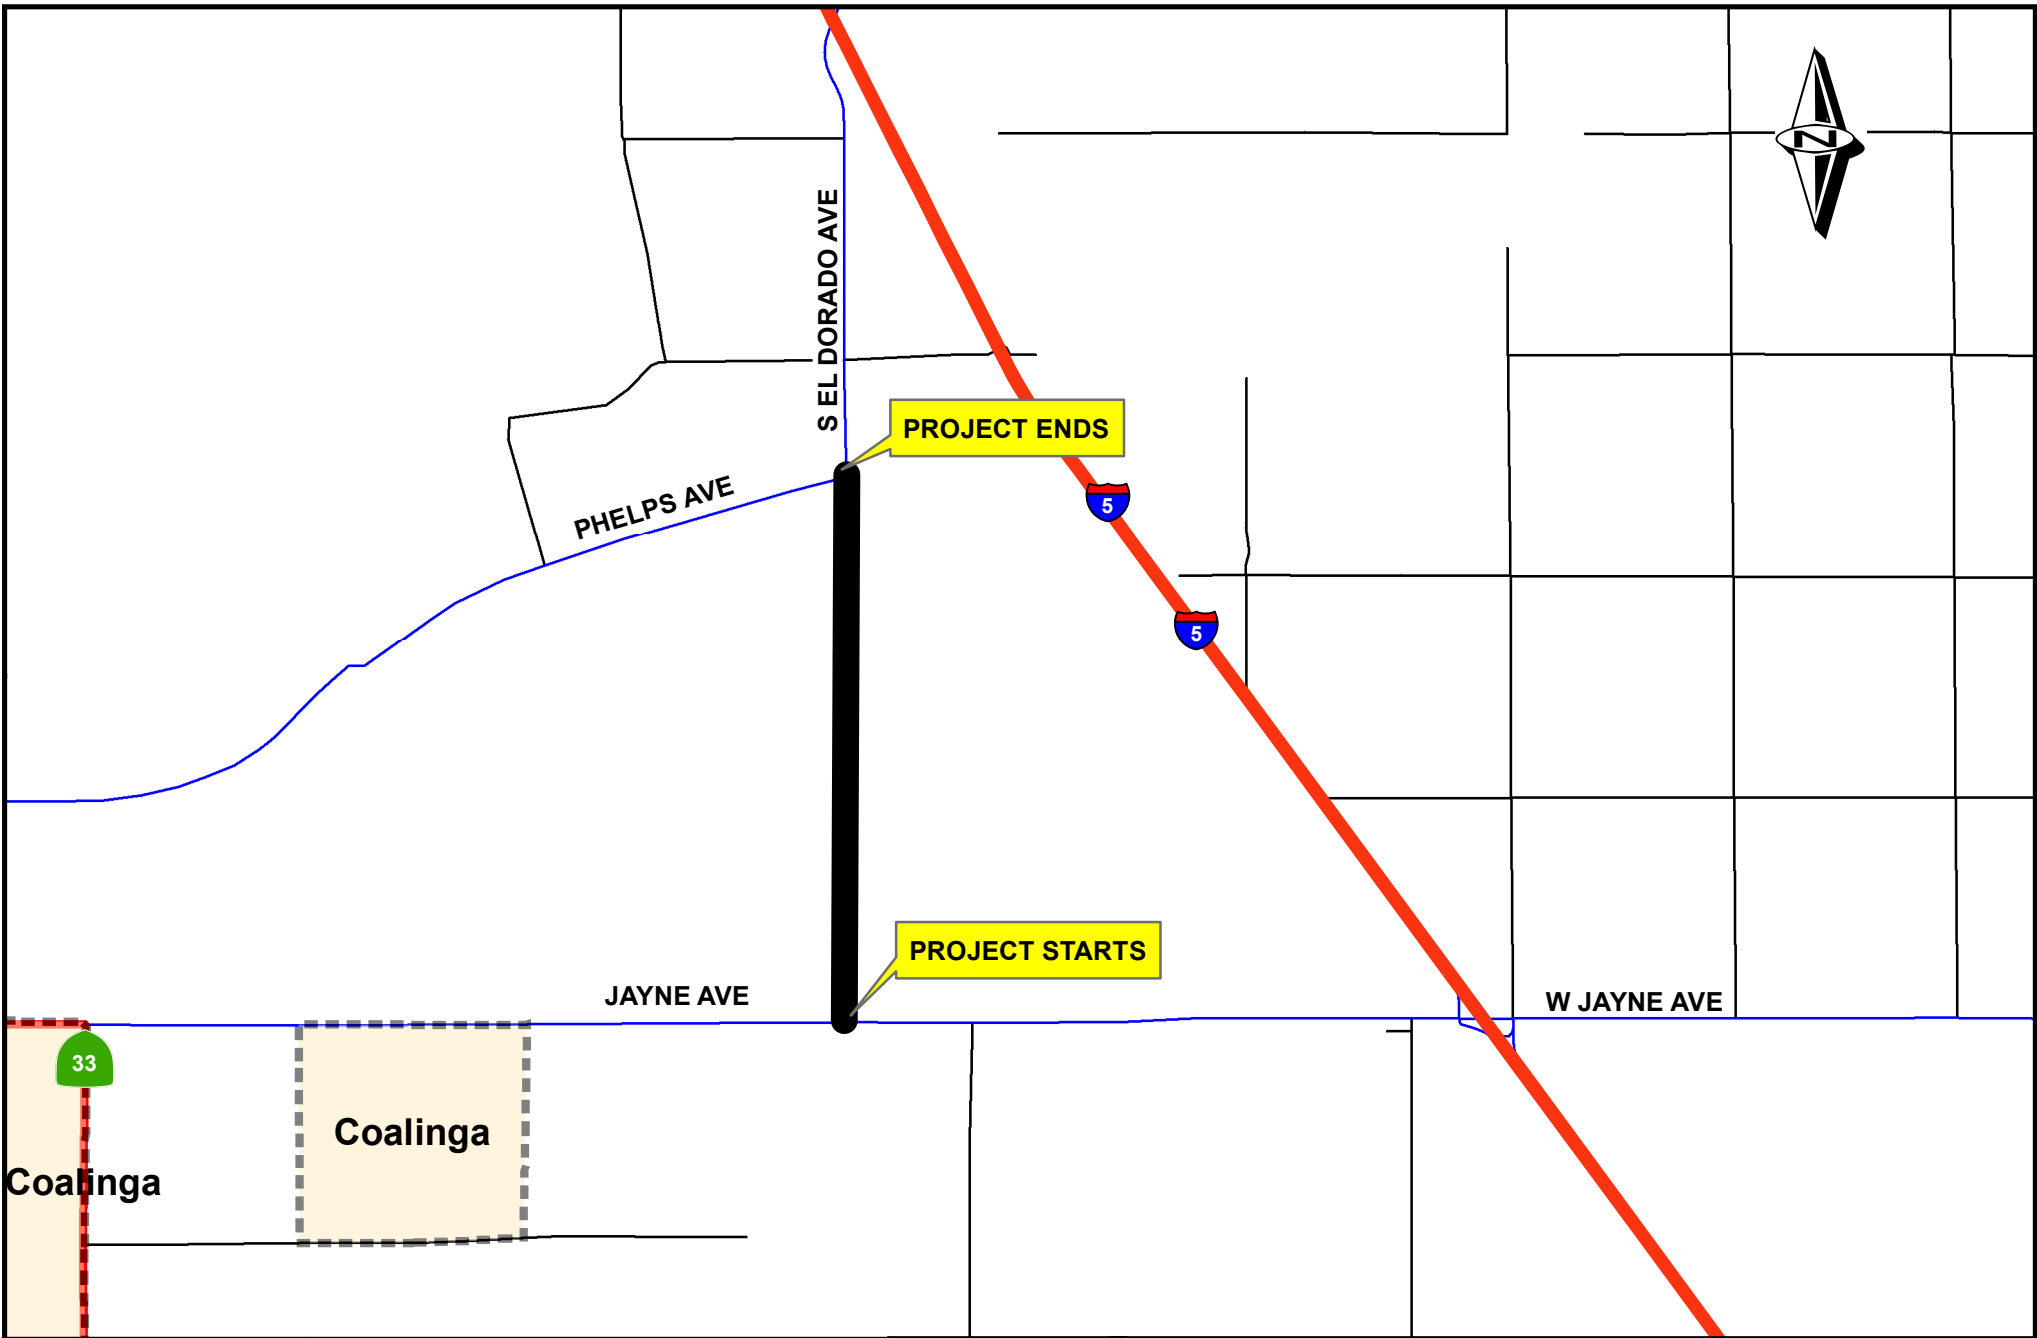 N
S EL DORADO AVE
PROJECT ENDS
PHELPS AVE
5
5
PROJECT STARTS
JAYNE AVE
W JAYNE AVE
33
Coalinga
Coalinga